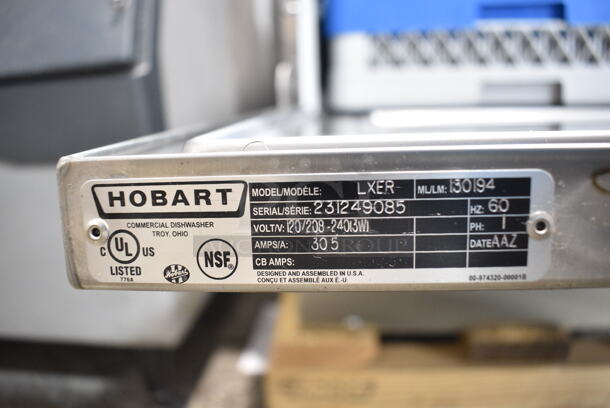 HOBART
COMMERCIAL DISHWASHER
TROY, OHIO
C UL US
LISTED
776A
Hobart
NSF
MODEL/MODÈLE: LXER ML/LM: 130194
SERIAL/SÉRIE: 231249085 HZ: 60
VOLT/V: 120/208-240(3W) PH: 1
AMPS/A: 30.5 DATE AAZ
CB AMPS:
DESIGNED AND ASSEMBLED IN U.S.A.
CONÇU ET ASSEMBLÉ AUX É.-U.
00-974320-00001B